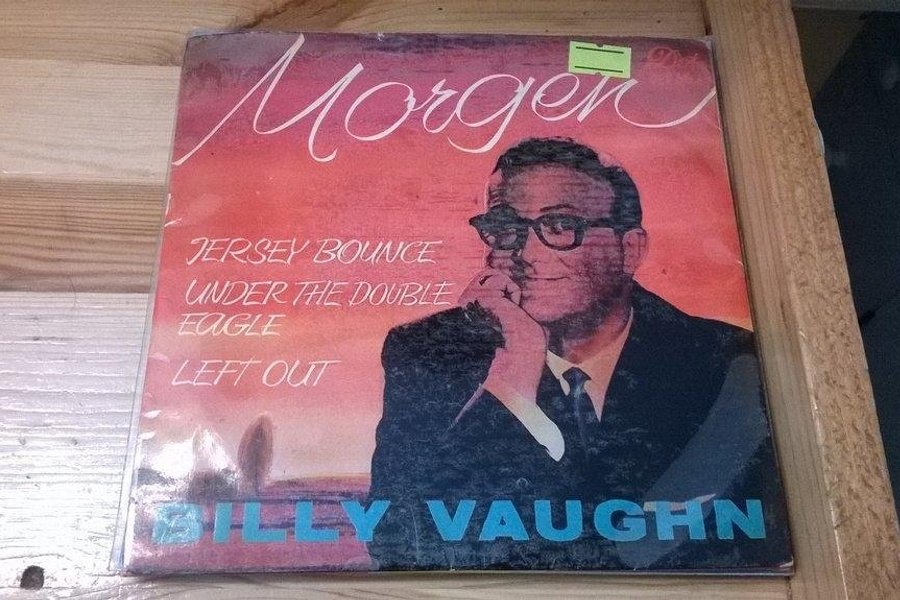 Morgen
JERSEY BOUNCE
UNDER THE DOUBLE
EAGLE
LEFT OUT
BILLY VAUGHN